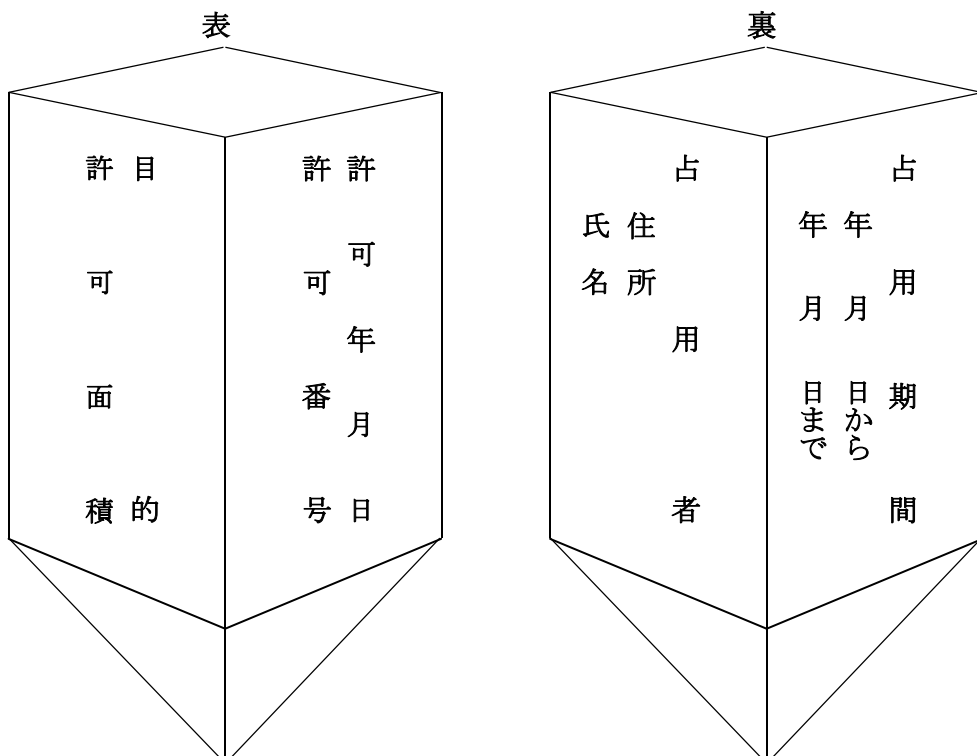 表
許可年月日
許可番号
目的
許可面積
裏
占用期間
年月日から
年月日まで
占用者
住所
氏名